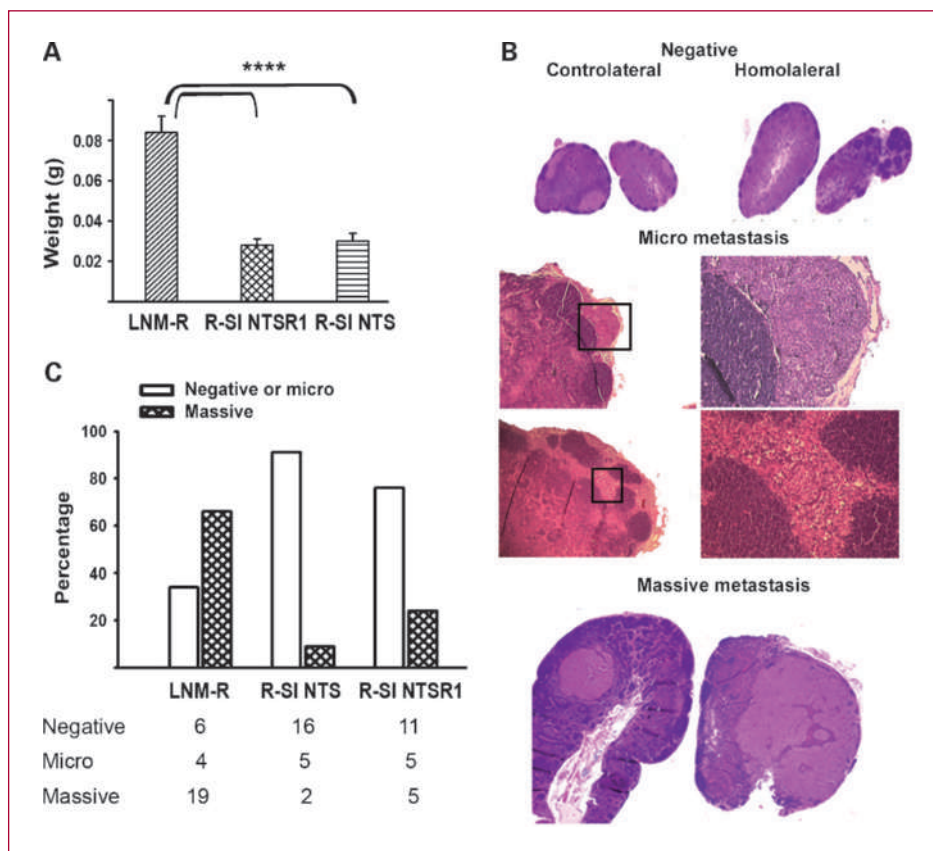 A
****
Weight (g)
0.08
0.06
0.04
0.02
LNM-R R-SI NTSR1 R-SI NTS
B
Negative
Controlateral Homolaleral
Micro metastasis
Massive metastasis
C
Negative or micro
Massive
Percentage
100
80
60
40
20
LNM-R R-SI NTS R-SI NTSR1
Negative 6 16 11
Micro 4 5 5
Massive 19 2 5